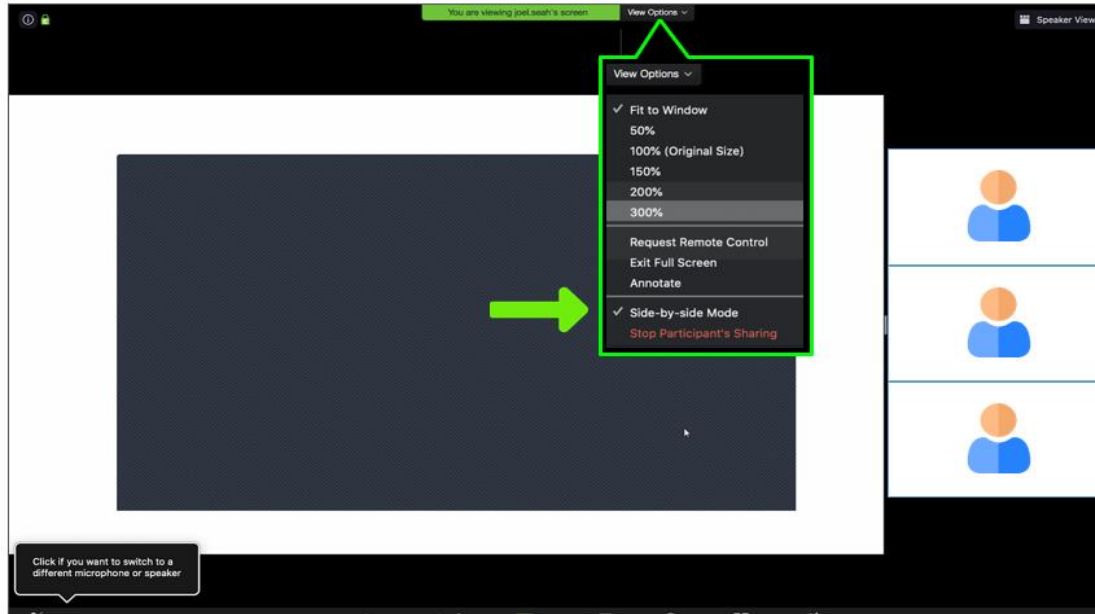 You are viewing joel.seah's screen
View Options
Speaker View
View Options
Fit to Window
50%
100% (Original Size)
150%
200%
300%
Request Remote Control
Exit Full Screen
Annotate
Side-by-side Mode
Stop Participant's Sharing
Click if you want to switch to a
different microphone or speaker